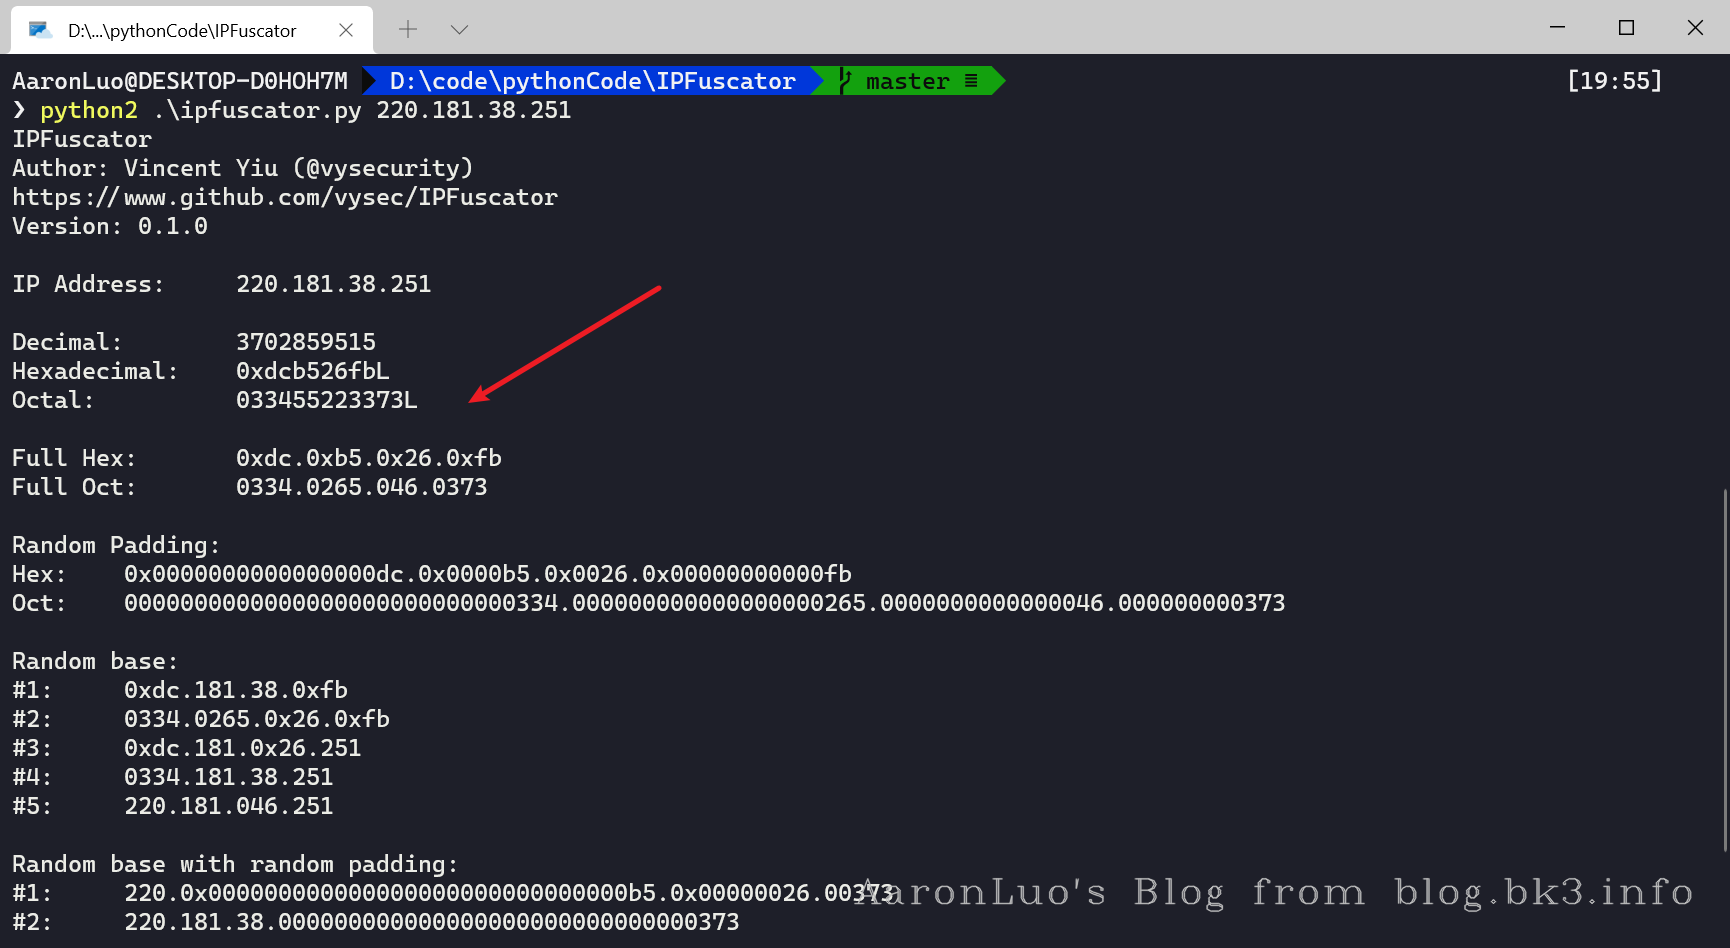 D:\...\pythonCode\IPFuscator
AaronLuo@DESKTOP-D0HOH7M D:\code\pythonCode\IPFuscator master ≡ [19:55]
❯ python2 .\ipfuscator.py 220.181.38.251
IPFuscator
Author: Vincent Yiu (@vysecurity)
https://www.github.com/vysec/IPFuscator
Version: 0.1.0
IP Address: 220.181.38.251
Decimal: 3702859515
Hexadecimal: 0xdcb526fbL
Octal: 033455223373L
Full Hex: 0xdc.0xb5.0x26.0xfb
Full Oct: 0334.0265.046.0373
Random Padding:
Hex: 0x0000000000000000dc.0x0000b5.0x0026.0x00000000000fb
Oct: 0000000000000000000000000000334.000000000000000000265.0000000000000046.000000000373
Random base:
#1: 0xdc.181.38.0xfb
#2: 0334.0265.0x26.0xfb
#3: 0xdc.181.0x26.251
#4: 0334.181.38.251
#5: 220.181.046.251
Random base with random padding:
#1: 220.0x000000000000000000000000000000b5.0x00000026.00373
#2: 220.181.38.00000000000000000000000000000373
AaronLuo's Blog from blog.bk3.info